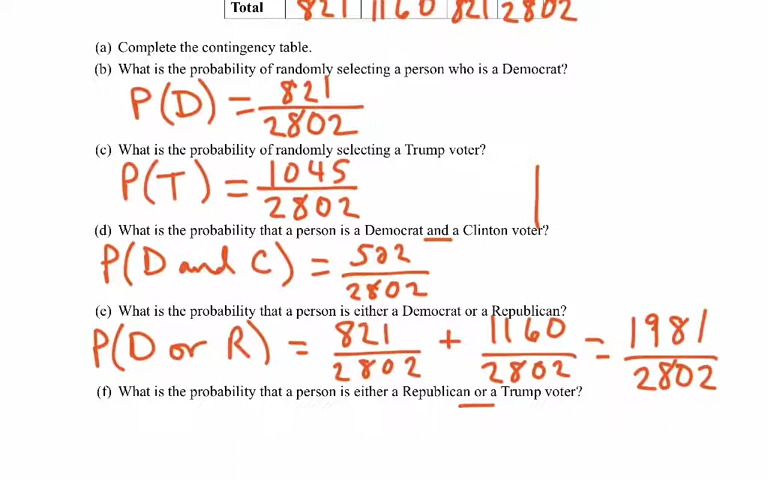 Total 821 1160 821 2802
(a) Complete the contingency table.
(b) What is the probability of randomly selecting a person who is a Democrat?
P(D) = 821/2802
(c) What is the probability of randomly selecting a Trump voter?
P(T) = 1045/2802
(d) What is the probability that a person is a Democrat and a Clinton voter?
P(D and C) = 522/2802
(e) What is the probability that a person is either a Democrat or a Republican?
P(D or R) = 821/2802 + 1160/2802 = 1981/2802
(f) What is the probability that a person is either a Republican or a Trump voter?